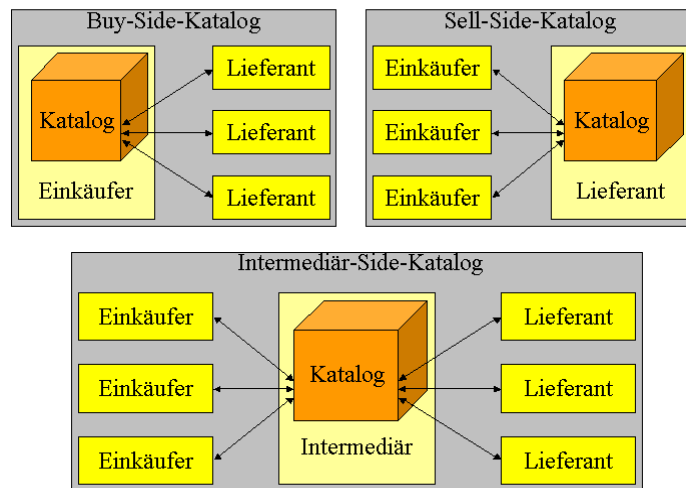 Buy-Side-Katalog
Katalog
Einkäufer
Lieferant
Lieferant
Lieferant
Sell-Side-Katalog
Einkäufer
Einkäufer
Einkäufer
Katalog
Lieferant
Intermediär-Side-Katalog
Einkäufer
Einkäufer
Einkäufer
Katalog
Intermediär
Lieferant
Lieferant
Lieferant